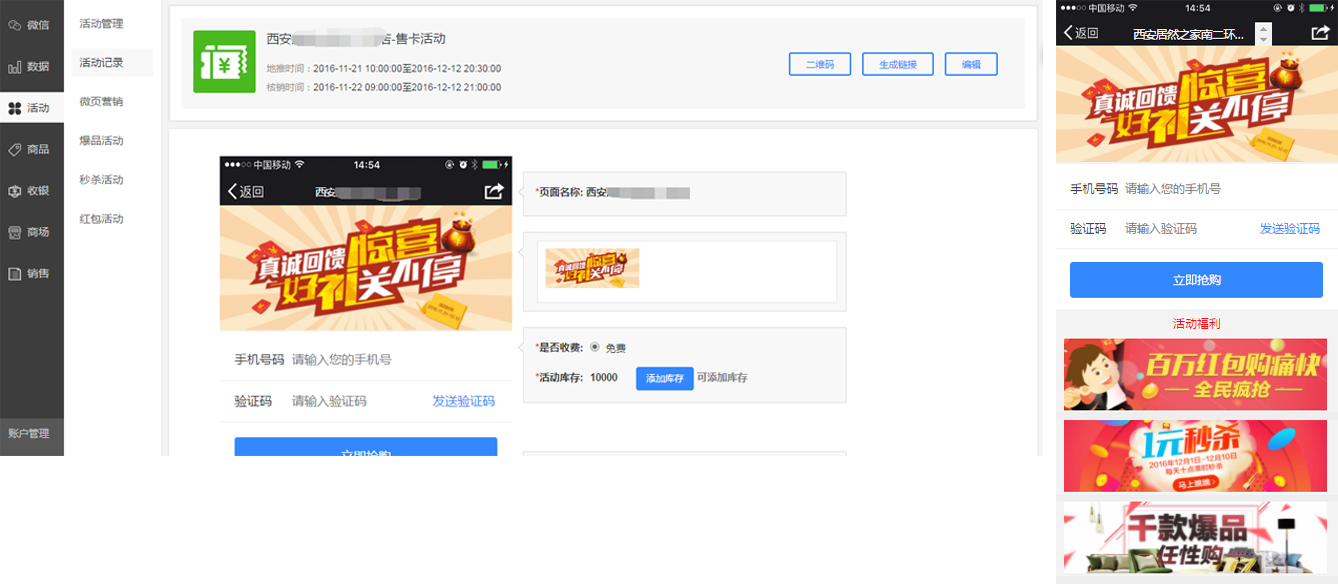 微信
数据
活动
商品
收银
商场
销售
账户管理
活动管理
活动记录
微页营销
爆品活动
秒杀活动
红包活动
西安 店-售卡活动
地推时间：2016-11-21 10:00:00至2016-12-12 20:30:00
核销时间：2016-11-22 09:00:00至2016-12-12 21:00:00
二维码
生成链接
编辑
中国移动
14:54
返回
西安
真诚回馈惊喜
好礼关不停
手机号码 请输入您的手机号
验证码 请输入验证码 发送验证码
立即抢购
*页面名称: 西安
真诚回馈惊喜
好礼关不停
*是否收费: 免费
*活动库存: 10000 添加库存 可添加库存
中国移动
14:54
返回
西安居然之家南二环...
真诚回馈惊喜
好礼关不停
手机号码 请输入您的手机号
验证码 请输入验证码 发送验证码
立即抢购
活动福利
百万红包购痛快
全民疯抢
1元秒杀
2016年12月1日-12月10日
每天十点准时秒杀
马上瞧瞧
千款爆品
任性购